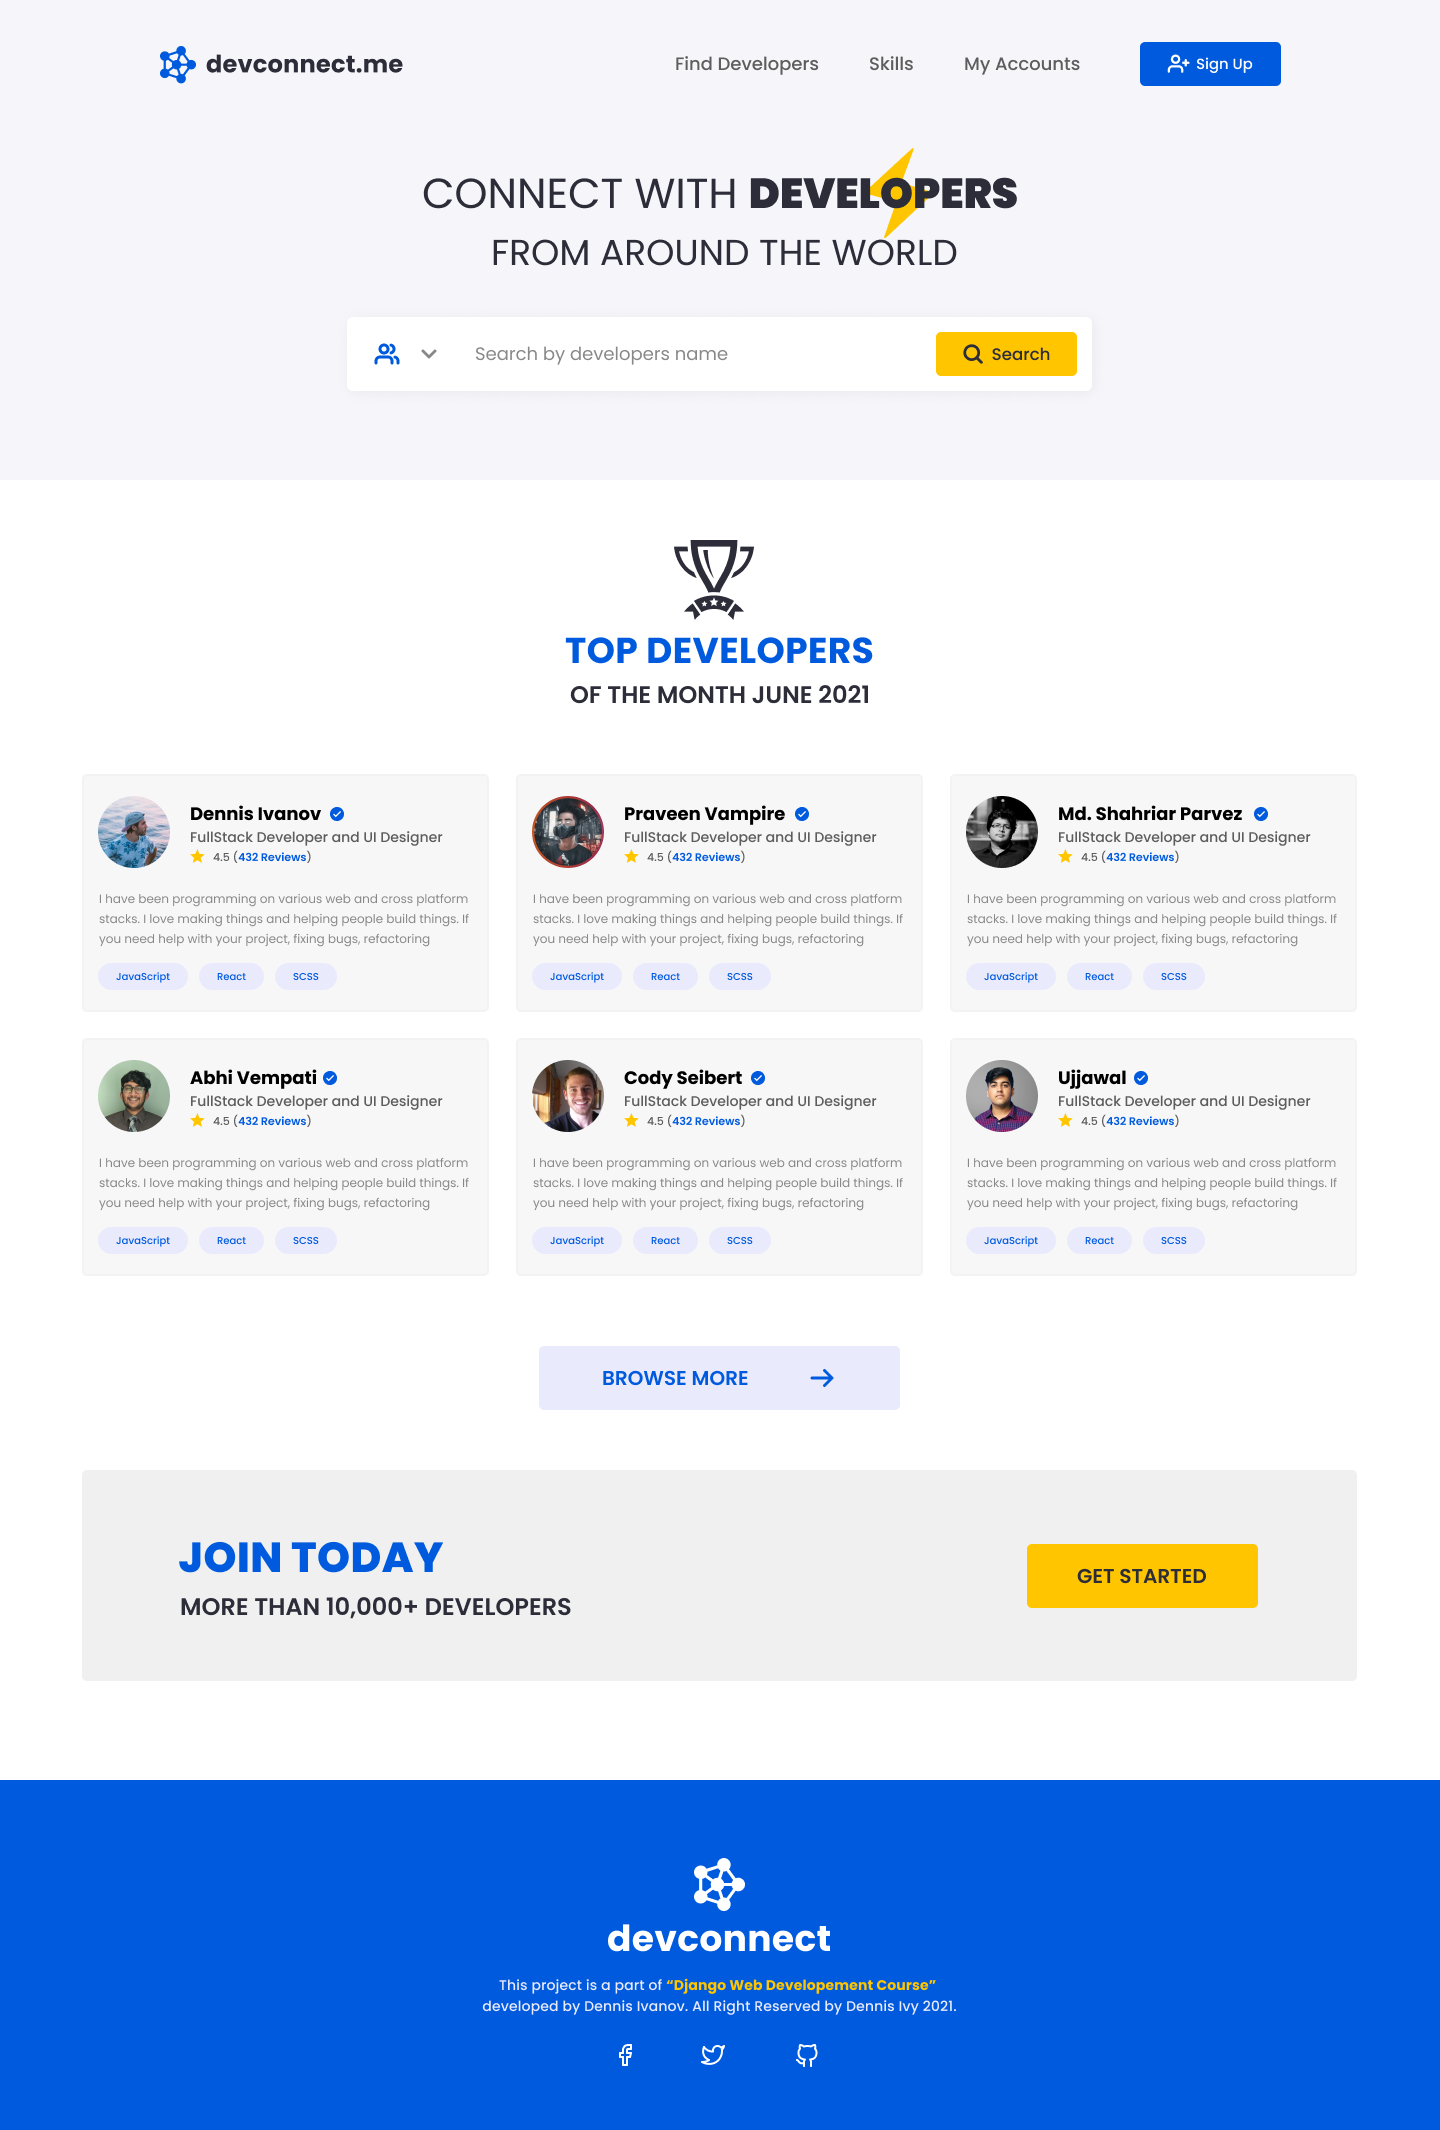 devconnect.me
Find Developers
Skills
My Accounts
Sign Up
CONNECT WITH DEVELOPERS
FROM AROUND THE WORLD
Search by developers name
Search
TOP DEVELOPERS
OF THE MONTH JUNE 2021
Dennis Ivanov
FullStack Developer and UI Designer
4.5 (432 Reviews)
I have been programming on various web and cross platform
stacks. I love making things and helping people build things. If
you need help with your project, fixing bugs, refactoring
JavaScript
React
SCSS
Praveen Vampire
FullStack Developer and UI Designer
4.5 (432 Reviews)
I have been programming on various web and cross platform
stacks. I love making things and helping people build things. If
you need help with your project, fixing bugs, refactoring
JavaScript
React
SCSS
Md. Shahriar Parvez
FullStack Developer and UI Designer
4.5 (432 Reviews)
I have been programming on various web and cross platform
stacks. I love making things and helping people build things. If
you need help with your project, fixing bugs, refactoring
JavaScript
React
SCSS
Abhi Vempati
FullStack Developer and UI Designer
4.5 (432 Reviews)
I have been programming on various web and cross platform
stacks. I love making things and helping people build things. If
you need help with your project, fixing bugs, refactoring
JavaScript
React
SCSS
Cody Seibert
FullStack Developer and UI Designer
4.5 (432 Reviews)
I have been programming on various web and cross platform
stacks. I love making things and helping people build things. If
you need help with your project, fixing bugs, refactoring
JavaScript
React
SCSS
Ujjawal
FullStack Developer and UI Designer
4.5 (432 Reviews)
I have been programming on various web and cross platform
stacks. I love making things and helping people build things. If
you need help with your project, fixing bugs, refactoring
JavaScript
React
SCSS
BROWSE MORE
JOIN TODAY
MORE THAN 10,000+ DEVELOPERS
GET STARTED
devconnect
This project is a part of “Django Web Developement Course”
developed by Dennis Ivanov. All Right Reserved by Dennis Ivy 2021.